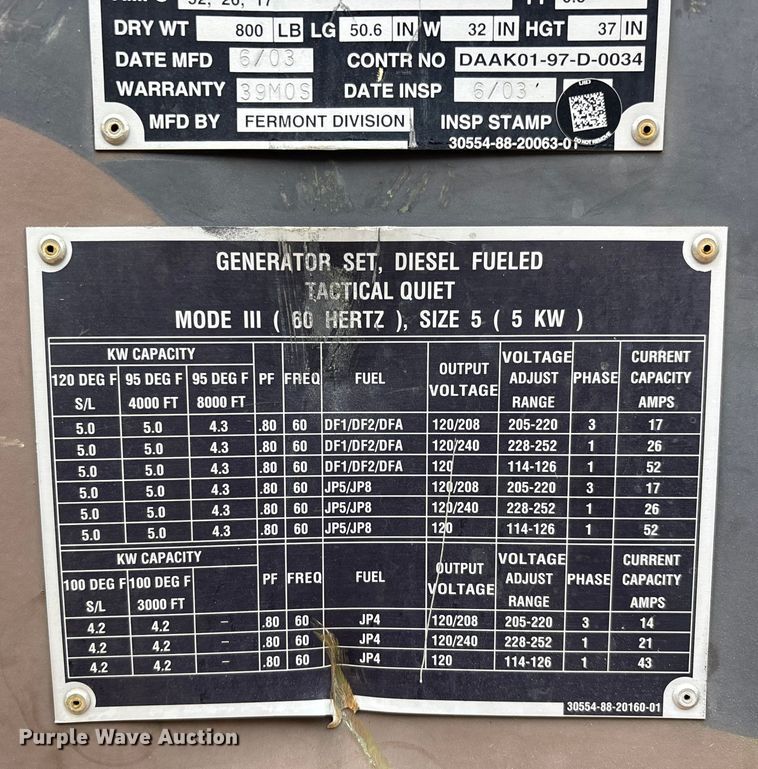 52, 26, 17
DRY WT 800 LB LG 50.6 IN W 32 IN HGT 37 IN
DATE MFD 6/03 CONTR NO DAAK01-97-D-0034
WARRANTY 39MOS DATE INSP 6/03
MFD BY FERMONT DIVISION INSP STAMP
UID
DO NOT REMOVE
30554-88-20063-01
GENERATOR SET, DIESEL FUELED
TACTICAL QUIET
MODE III ( 60 HERTZ ), SIZE 5 ( 5 KW )
KW CAPACITY PF FREQ FUEL OUTPUT VOLTAGE VOLTAGE ADJUST RANGE PHASE CURRENT CAPACITY AMPS
120 DEG F S/L 95 DEG F 4000 FT 95 DEG F 8000 FT
5.0 5.0 4.3 .80 60 DF1/DF2/DFA 120/208 205-220 3 17
5.0 5.0 4.3 .80 60 DF1/DF2/DFA 120/240 228-252 1 26
5.0 5.0 4.3 .80 60 DF1/DF2/DFA 120 114-126 1 52
5.0 5.0 4.3 .80 60 JP5/JP8 120/208 205-220 3 17
5.0 5.0 4.3 .80 60 JP5/JP8 120/240 228-252 1 26
5.0 5.0 4.3 .80 60 JP5/JP8 120 114-126 1 52
KW CAPACITY PF FREQ FUEL OUTPUT VOLTAGE VOLTAGE ADJUST RANGE PHASE CURRENT CAPACITY AMPS
100 DEG F S/L 100 DEG F 3000 FT
4.2 4.2 – .80 60 JP4 120/208 205-220 3 14
4.2 4.2 – .80 60 JP4 120/240 228-252 1 21
4.2 4.2 – .80 60 JP4 120 114-126 1 43
30554-88-20160-01
Purple Wave Auction